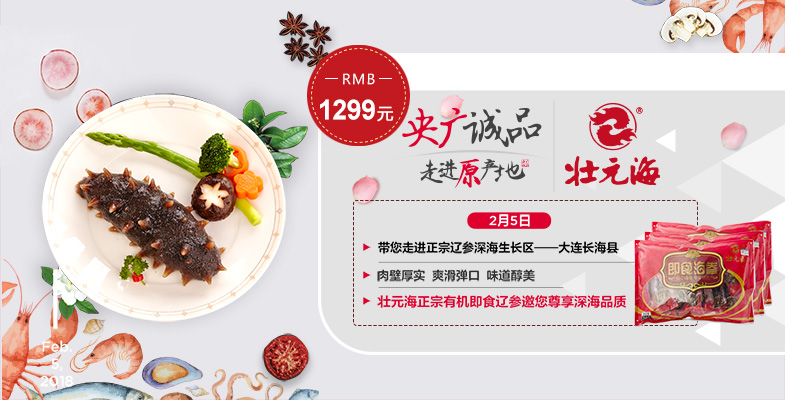 RMB
1299元
央广诚品
走进原产地
®
壮元海
2月5日
带您走进正宗辽参深海生长区——大连长海县
肉壁厚实 爽滑弹口 味道醇美
壮元海正宗有机即食辽参邀您尊享深海品质
即食海参
壮元海
Feb.
5,
2018